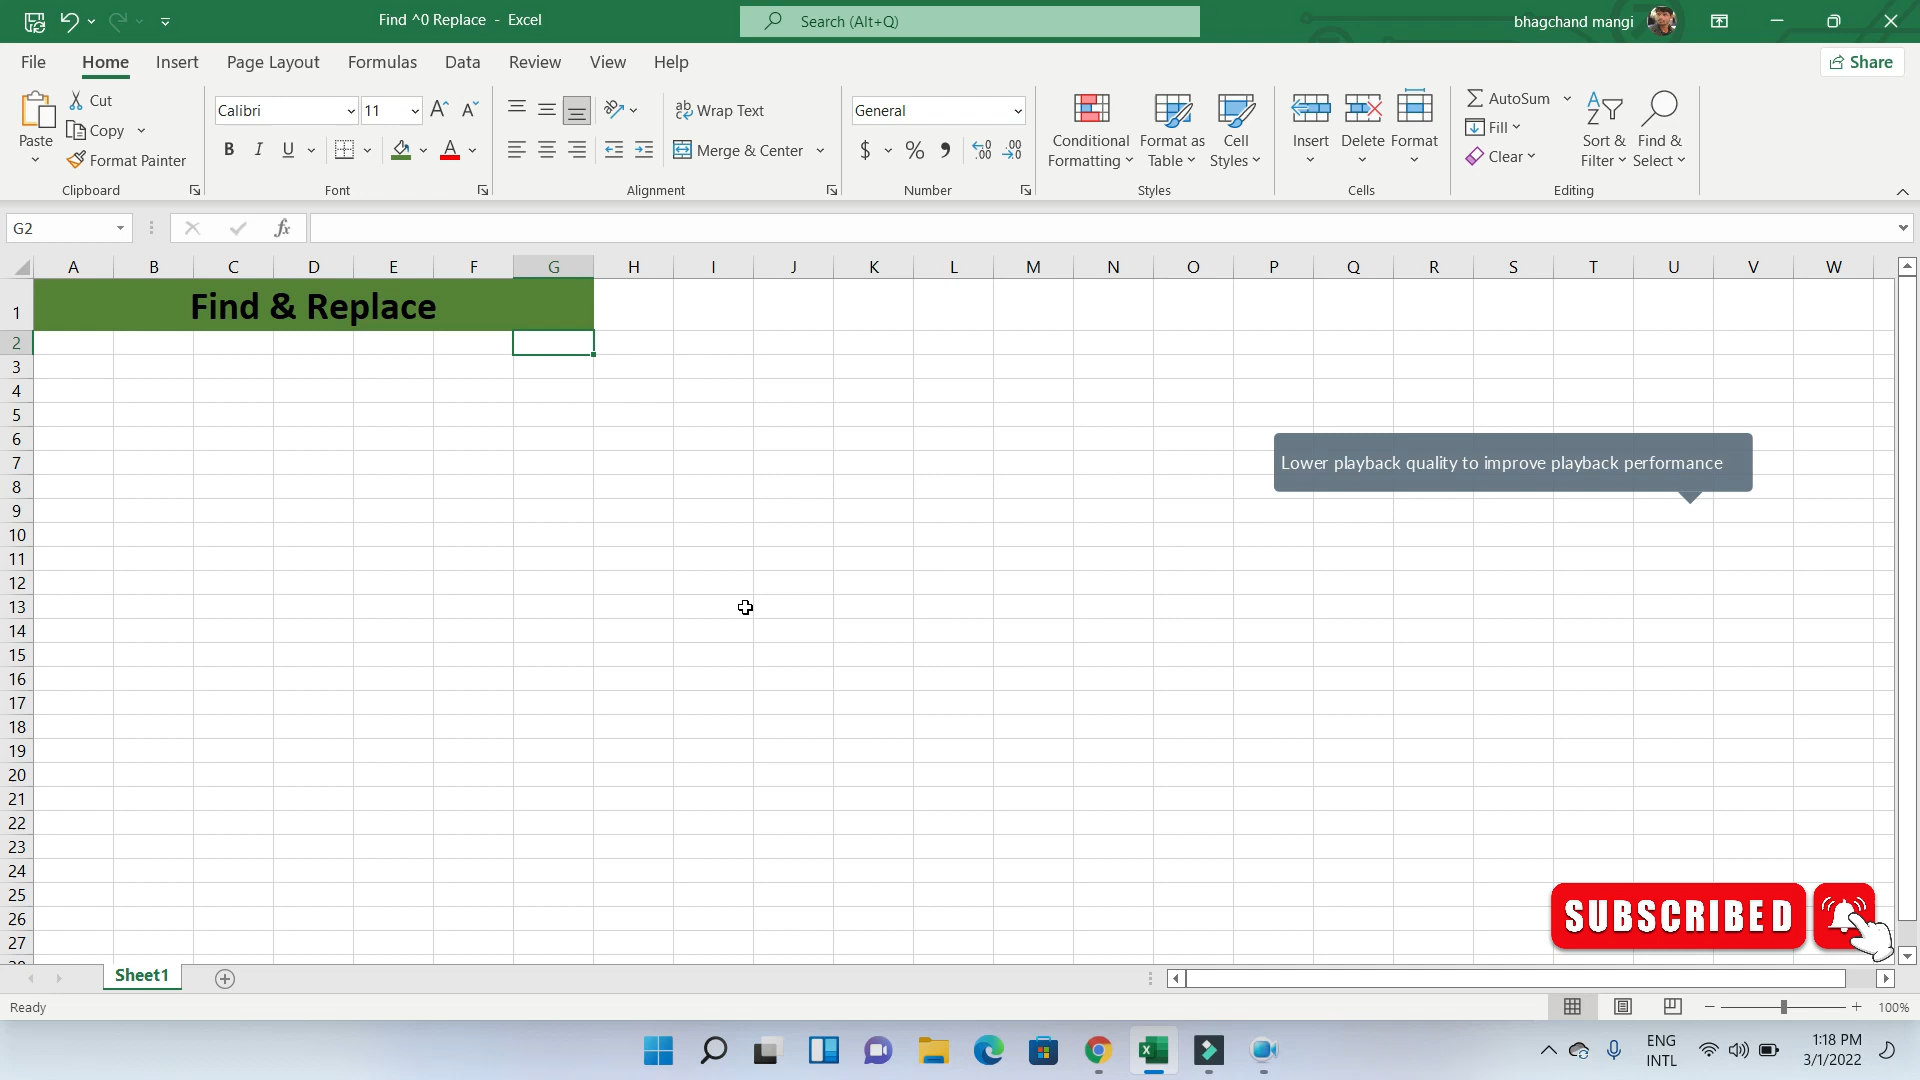 Find ^0 Replace - Excel
Search (Alt+Q)
bhagchand mangi
File Home Insert Page Layout Formulas Data Review View Help
Share
Paste
Cut
Copy
Format Painter
Clipboard
Calibri 11
B I U A
Font
Wrap Text
Merge & Center
Alignment
General
$ % ,
Number
Conditional Formatting
Format as Table
Cell Styles
Styles
Insert
Delete
Format
Cells
AutoSum
Fill
Clear
Sort & Filter
Find & Select
Editing
G2
fx
A B C D E F G H I J K L M N O P Q R S T U V W
1 Find & Replace
2
3
4
5
6
7
Lower playback quality to improve playback performance
8
9
10
11
12
13
14
15
16
17
18
19
20
21
22
23
24
25
26
27
SUBSCRIBED
Sheet1
Ready
100%
ENG
INTL
1:18 PM
3/1/2022